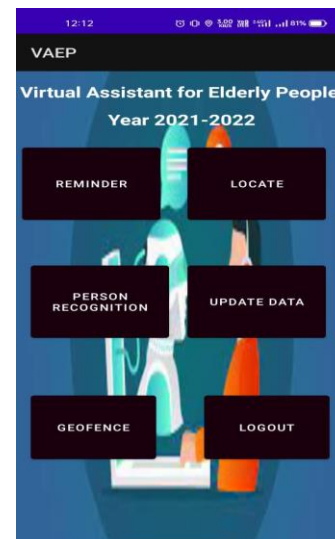 12:12
81%
VAEP
Virtual Assistant for Elderly People
Year 2021-2022
REMINDER
LOCATE
PERSON
RECOGNITION
UPDATE DATA
GEOFENCE
LOGOUT